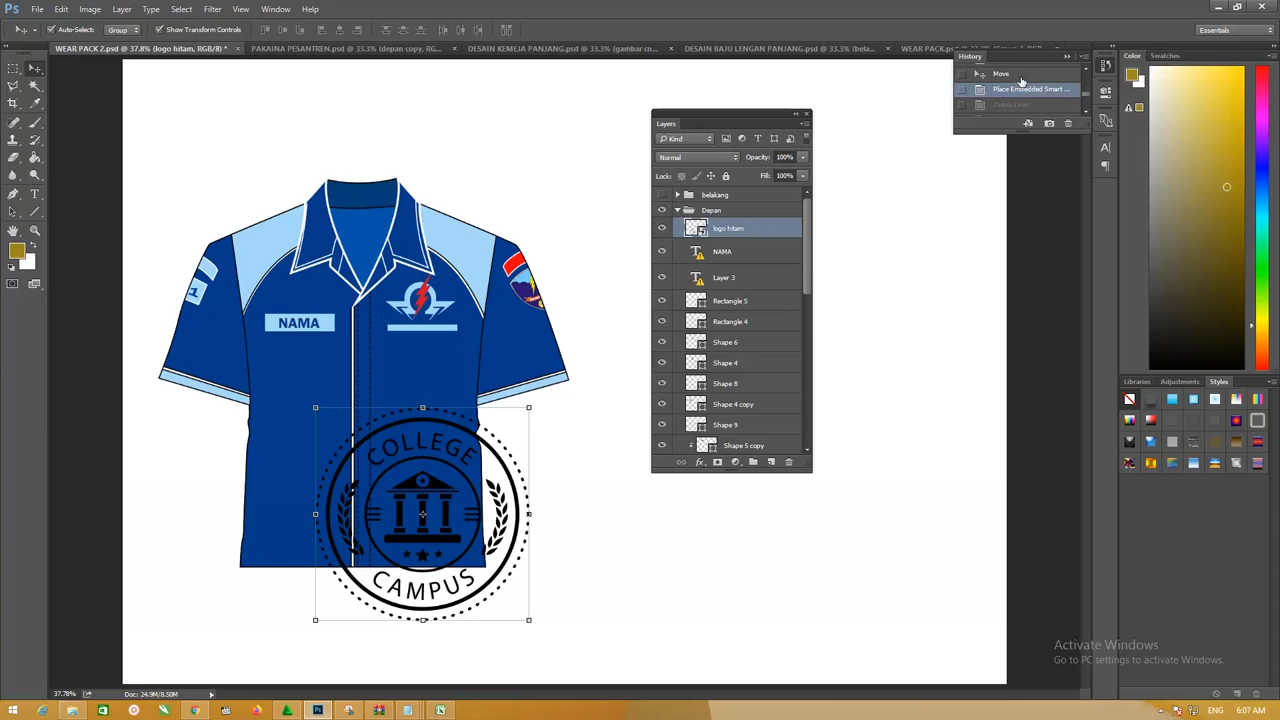 Ps File Edit Image Layer Type Select Filter View Window Help
Auto-Select: Group Show Transform Controls Essentials
WEAR PACK 2.psd @ 37.8% (logo hitam, RGB/8) * × PAKAINA PESANTREN.psd @ 33.3% (depan copy, RG... × DESAIN KEMEJA PANJANG.psd @ 33.3% (gambar co... × DESAIN BAJU LENGAN PANJANG.psd @ 33.3% (bela... ×
History
Move
Place Embedded Smart ...
Delete Layer
Color Swatches
Layers
Kind
Normal Opacity: 100%
Lock: Fill: 100%
belakang
Depan
logo hitam
NAMA
Layer 3
Rectangle 5
Rectangle 4
Shape 6
Shape 4
Shape 8
Shape 4 copy
Shape 9
Shape 5 copy
1
NAMA
COLLEGE
CAMPUS
Libraries Adjustments Styles
Activate Windows
Go to PC settings to activate Windows.
37.78% Doc: 24.9M/8.50M
ENG 6:07 AM